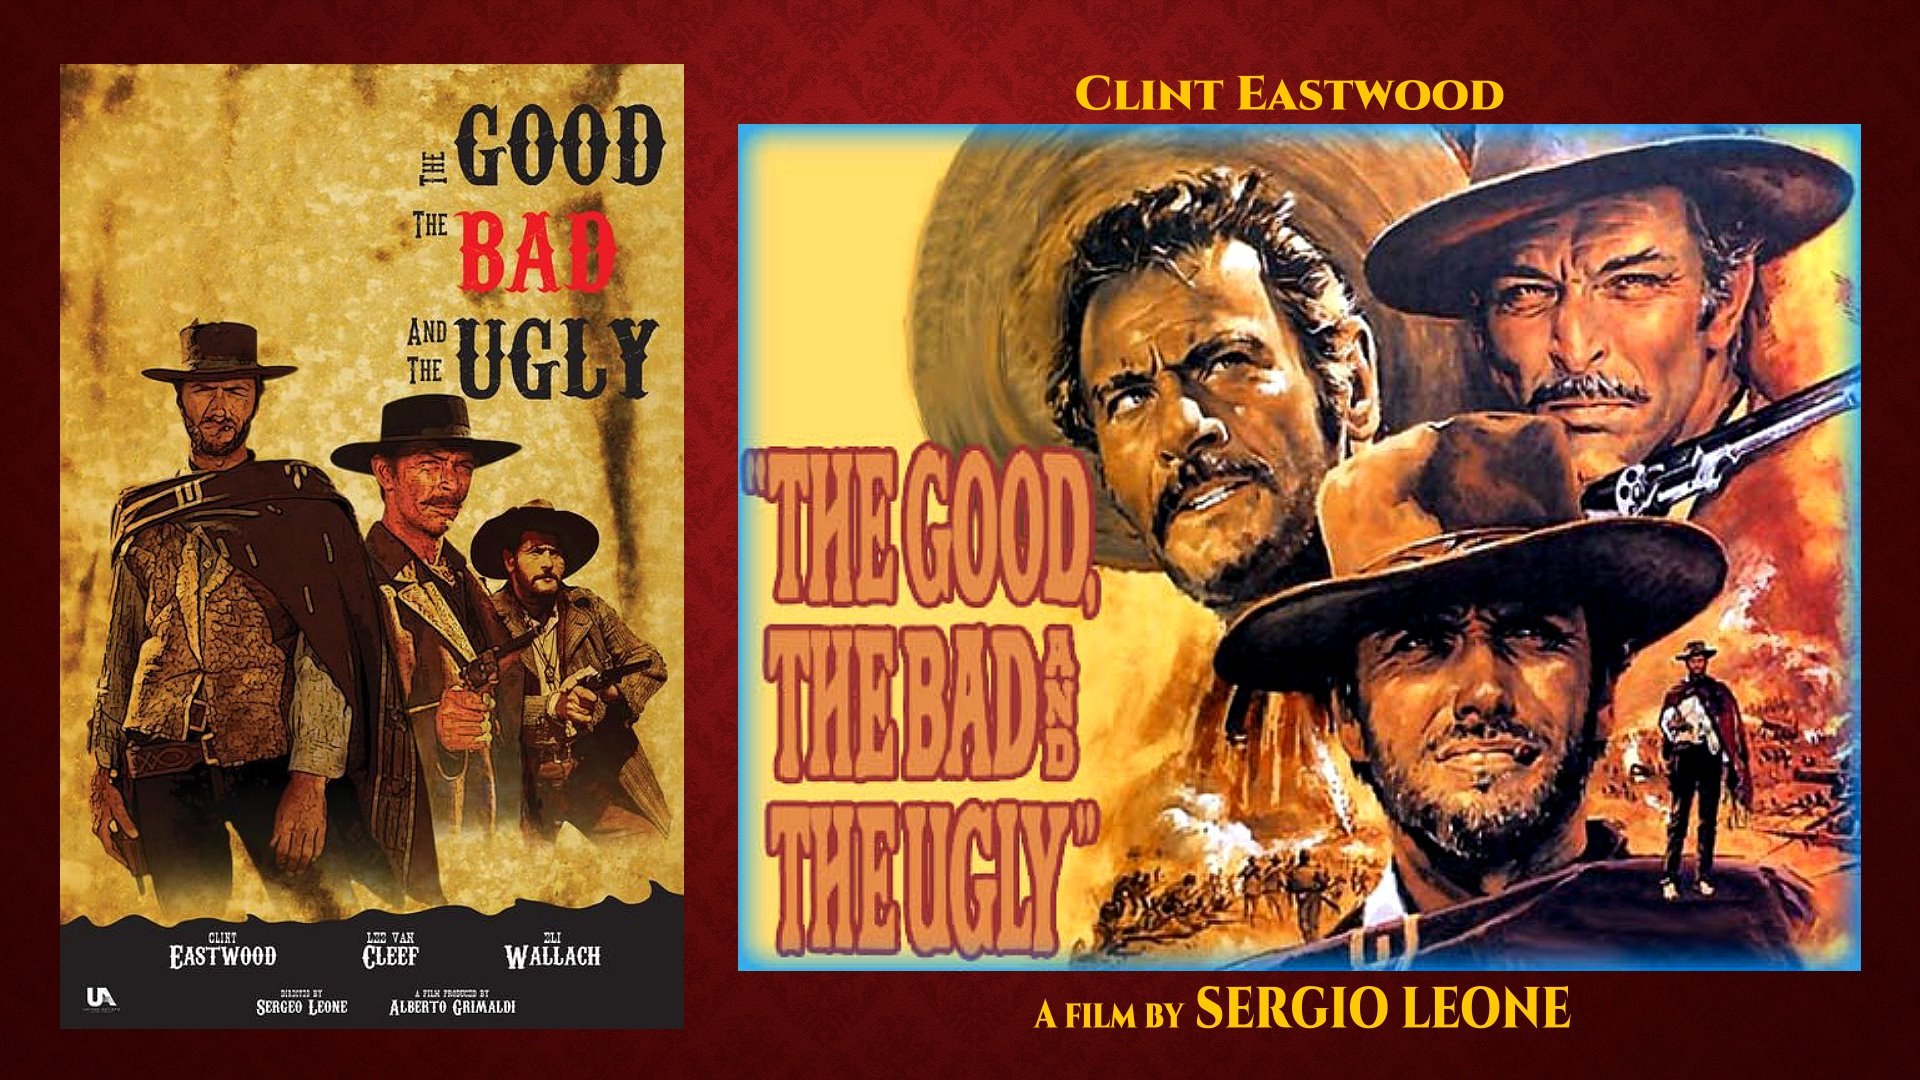 THE GOOD
THE BAD
AND THE UGLY
CLINT EASTWOOD
LEE VAN CLEEF
ELI WALLACH
UA
DIRECTED BY
SERGEO LEONE
A FILM PRODUCED BY
ALBERTO GRIMALDI
CLINT EASTWOOD
"THE GOOD,
THE BAD AND
THE UGLY"
A FILM BY SERGIO LEONE